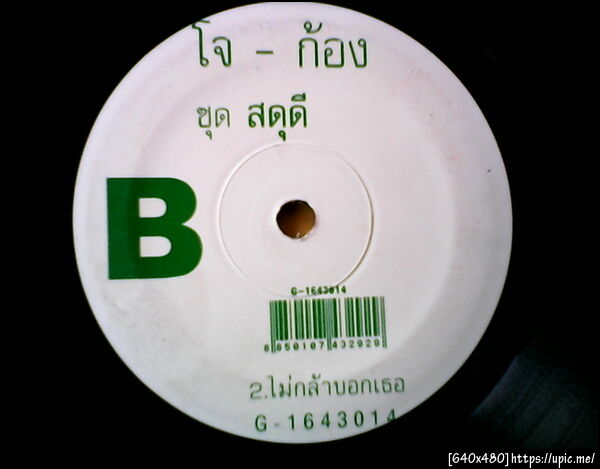 โจ - ก้อง
ชุด สดุดี
B
G-1643014
8 850107 432920
2.ไม่กล้าบอกเธอ
G-1643014
[640x480]https://upic.me/